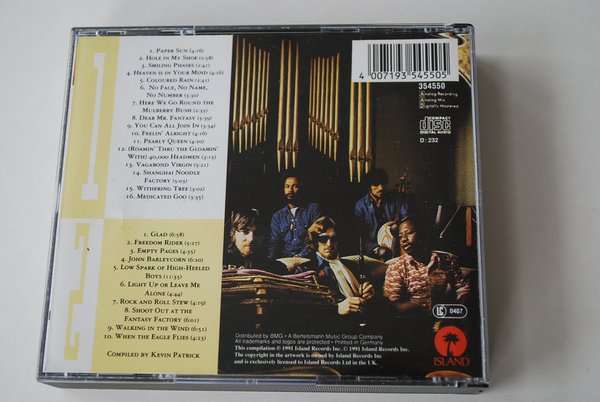 1
1. Paper Sun (4:16)
2. Hole in My Shoe (2:58)
3. Smiling Phases (2:41)
4. Heaven is in Your Mind (4:16)
5. Coloured Rain (2:41)
6. No Face, No Name,
No Number (3:30)
7. Here We Go Round the
Mulberry Bush (2:35)
8. Dear Mr. Fantasy (5:39)
9. You Can All Join In (3:34)
10. Feelin' Alright (4:16)
11. Pearly Queen (4:20)
12. (Roamin' Thru the Gloamin'
With) 40,000 Headmen (3:15)
13. Vagabond Virgin (5:21)
14. Shanghai Noodle
Factory (5:05)
15. Withering Tree (3:02)
16. Medicated Goo (3:35)
2
1. Glad (6:58)
2. Freedom Rider (5:27)
3. Empty Pages (4:35)
4. John Barleycorn (6:20)
5. Low Spark of High-Heeled
Boys (11:35)
6. Light Up or Leave Me
Alone (4:44)
7. Rock and Roll Stew (4:19)
8. Shoot Out at the
Fantasy Factory (6:01)
9. Walking in the Wind (6:51)
10. When the Eagle Flies (4:23)
Compiled by Kevin Patrick
4 007193 545505
354550
Analog Recording
Analog Mix
Digitally Mastered
COMPACT
disc
DIGITAL AUDIO
D: 232
LC 0407
Distributed by BMG • A Bertelsmann Music Group Company
All trademarks and logos are protected • Printed in Germany
This compilation ℗ 1991 Island Records Inc. © 1991 Island Records Inc.
The copyright in the artwork is owned by Island Records Inc
and is exclusively licensed to Island Records Ltd in the U.K.
ISLAND